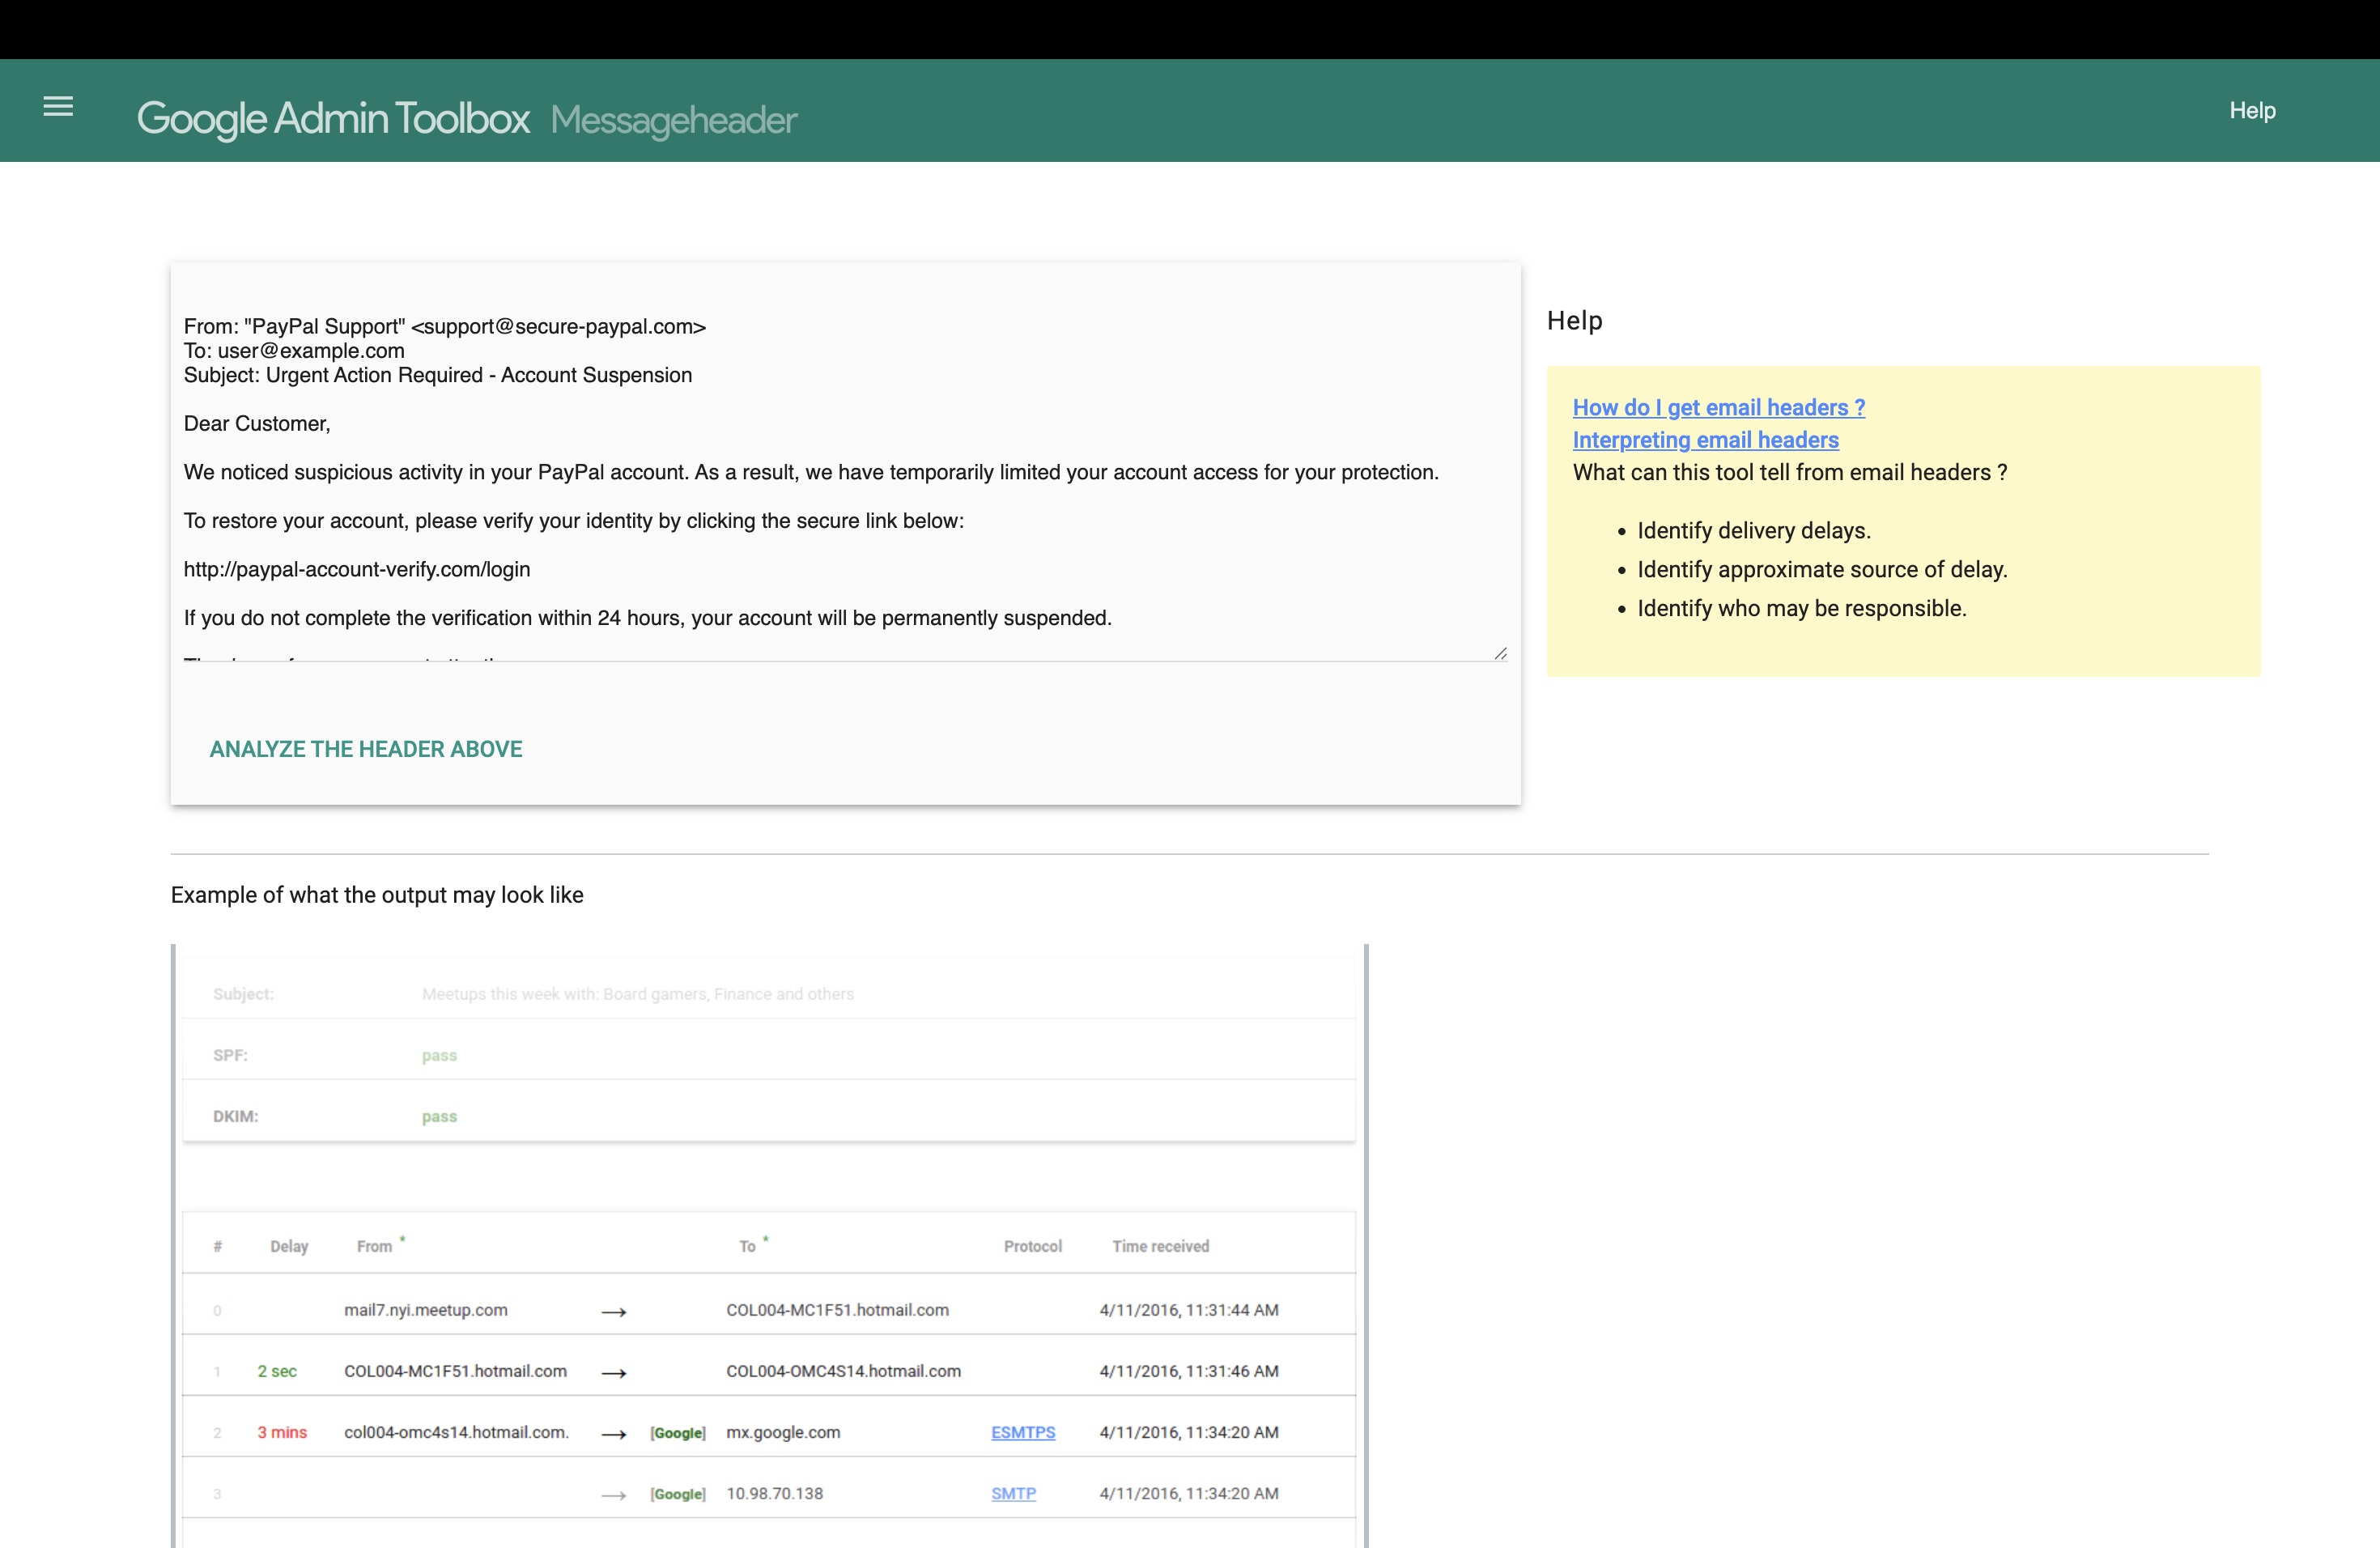 Google Admin Toolbox Messageheader
Help
From: "PayPal Support" <support@secure-paypal.com>
To: user@example.com
Subject: Urgent Action Required - Account Suspension
Dear Customer,
We noticed suspicious activity in your PayPal account. As a result, we have temporarily limited your account access for your protection.
To restore your account, please verify your identity by clicking the secure link below:
http://paypal-account-verify.com/login
If you do not complete the verification within 24 hours, your account will be permanently suspended.
ANALYZE THE HEADER ABOVE
Help
How do I get email headers ?
Interpreting email headers
What can this tool tell from email headers ?
• Identify delivery delays.
• Identify approximate source of delay.
• Identify who may be responsible.
Example of what the output may look like
Subject: Meetups this week with: Board gamers, Finance and others
SPF: pass
DKIM: pass
# Delay From * To * Protocol Time received
0 mail7.nyi.meetup.com → COL004-MC1F51.hotmail.com 4/11/2016, 11:31:44 AM
1 2 sec COL004-MC1F51.hotmail.com → COL004-OMC4S14.hotmail.com 4/11/2016, 11:31:46 AM
2 3 mins col004-omc4s14.hotmail.com. → [Google] mx.google.com ESMTPS 4/11/2016, 11:34:20 AM
3 → [Google] 10.98.70.138 SMTP 4/11/2016, 11:34:20 AM